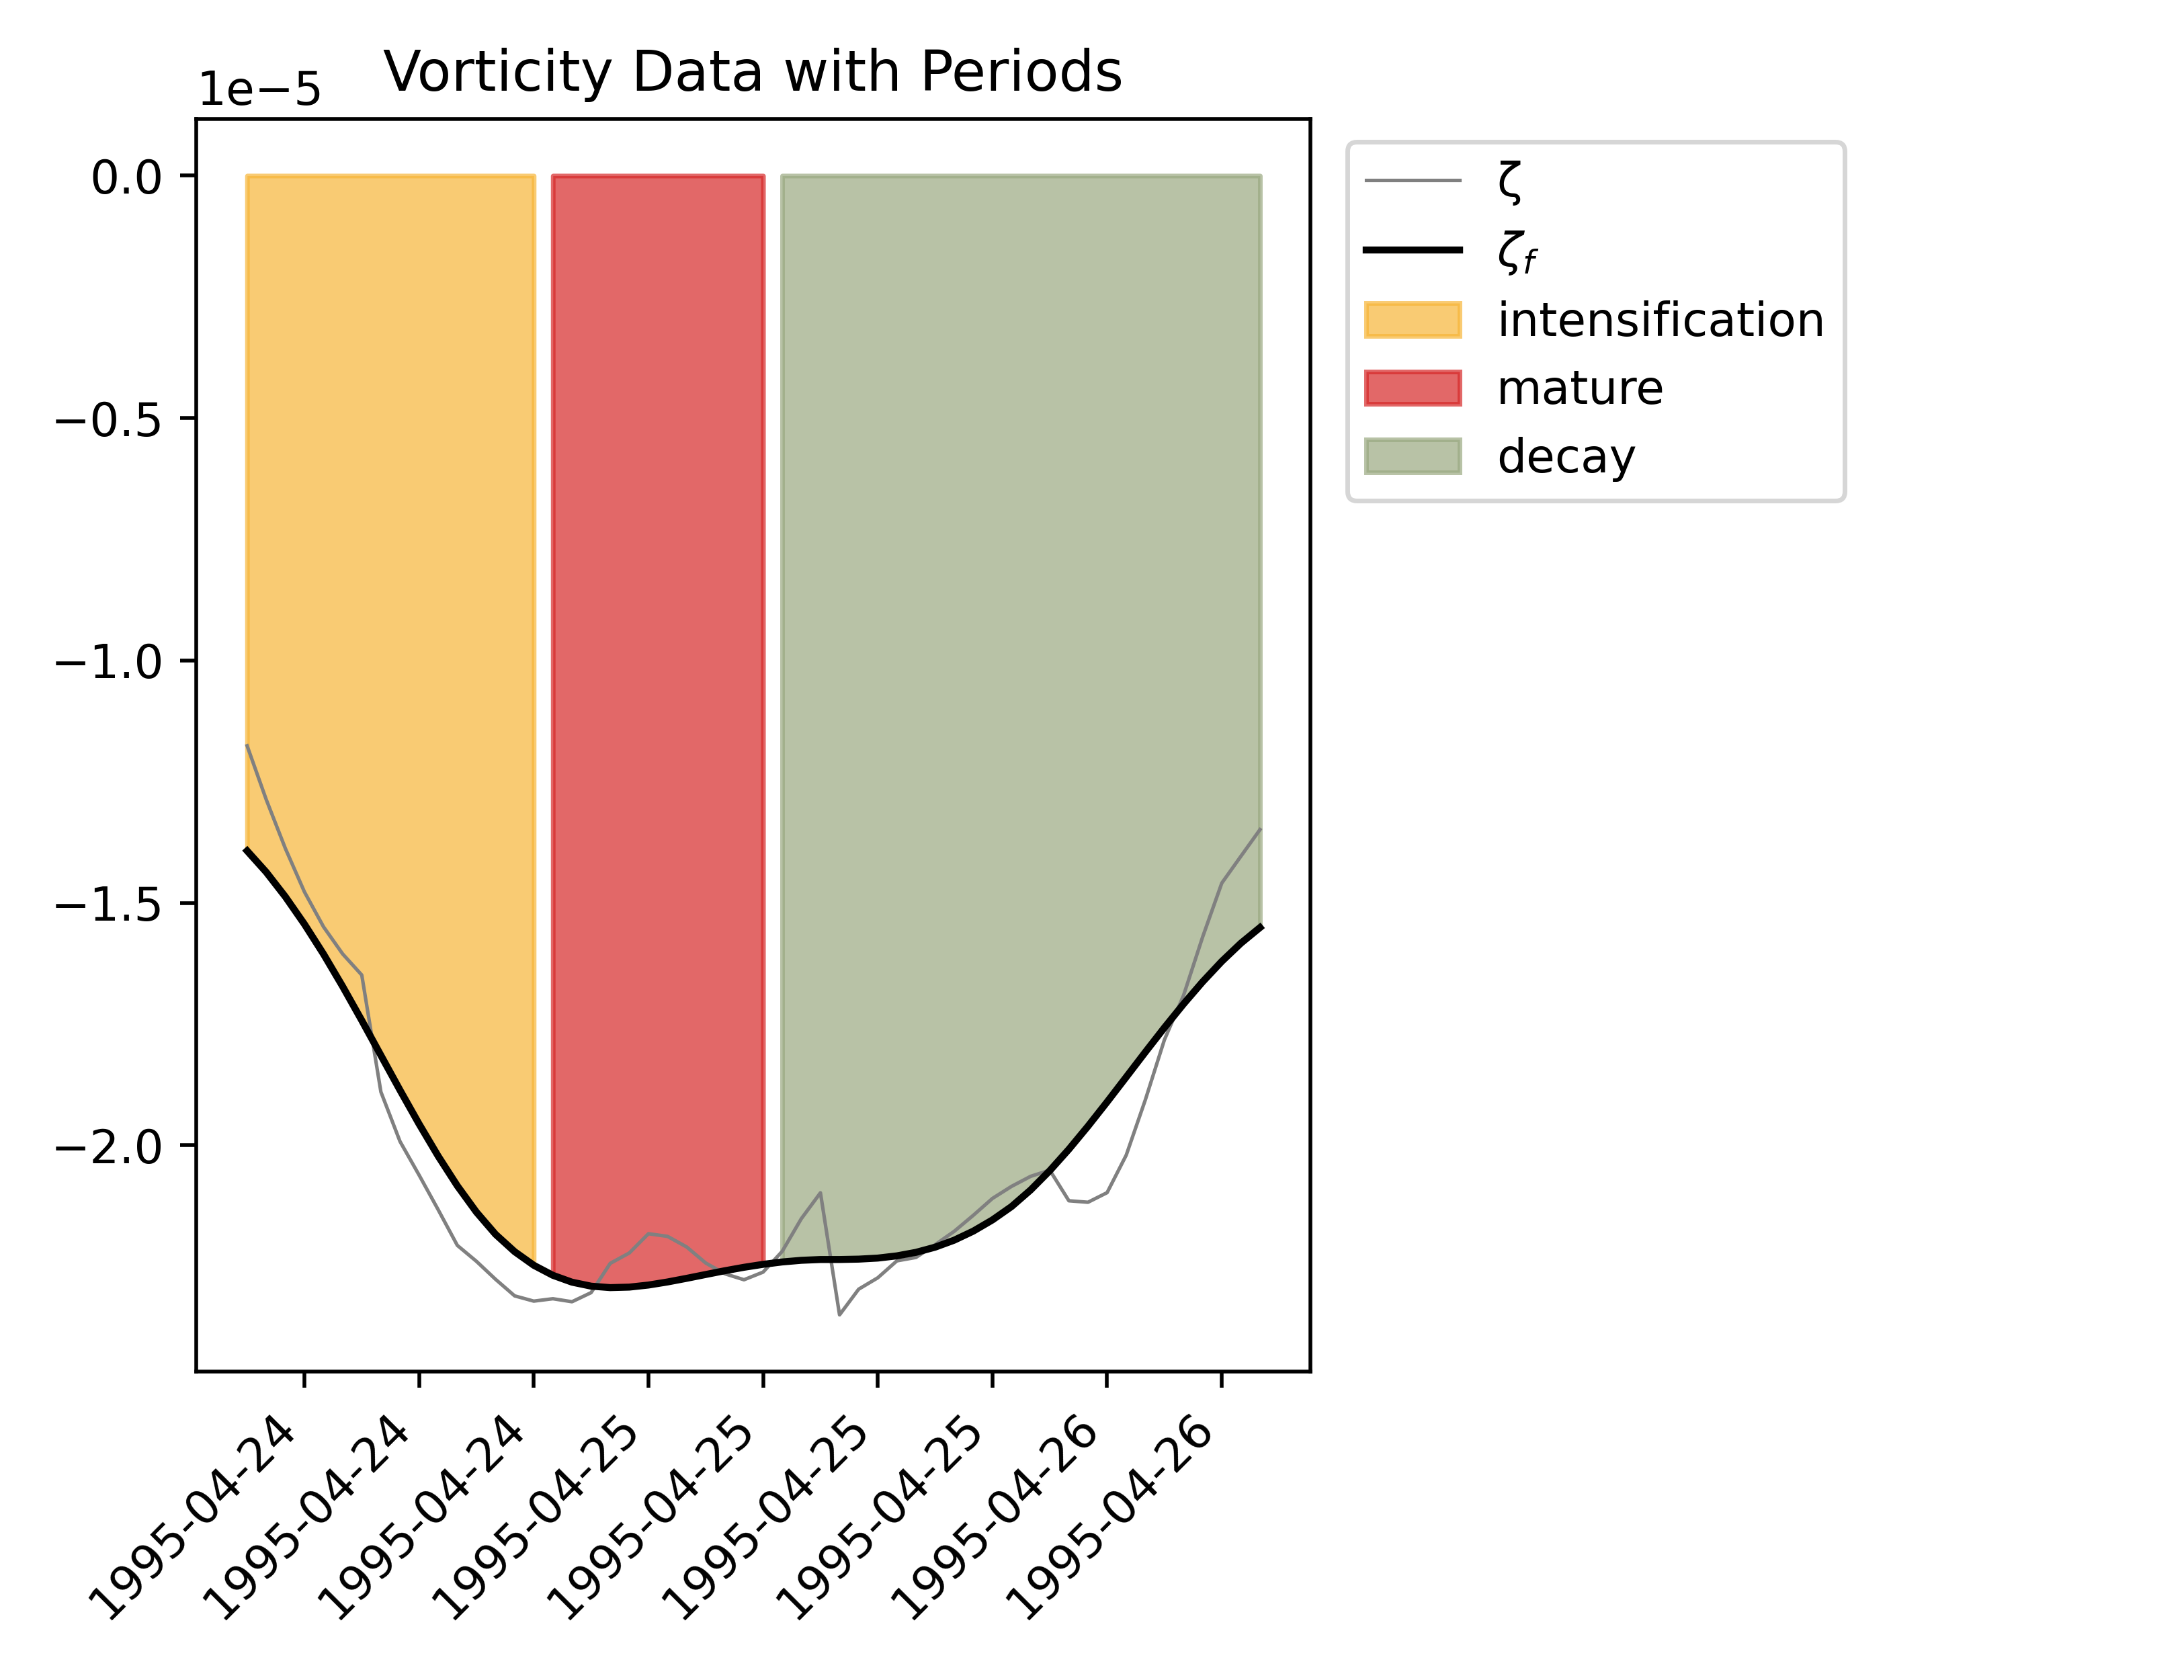 Vorticity Data with Periods
1e−5
0.0
−0.5
−1.0
−1.5
−2.0
1995-04-24
1995-04-24
1995-04-24
1995-04-25
1995-04-25
1995-04-25
1995-04-25
1995-04-26
1995-04-26
ζ
ζf
intensification
mature
decay